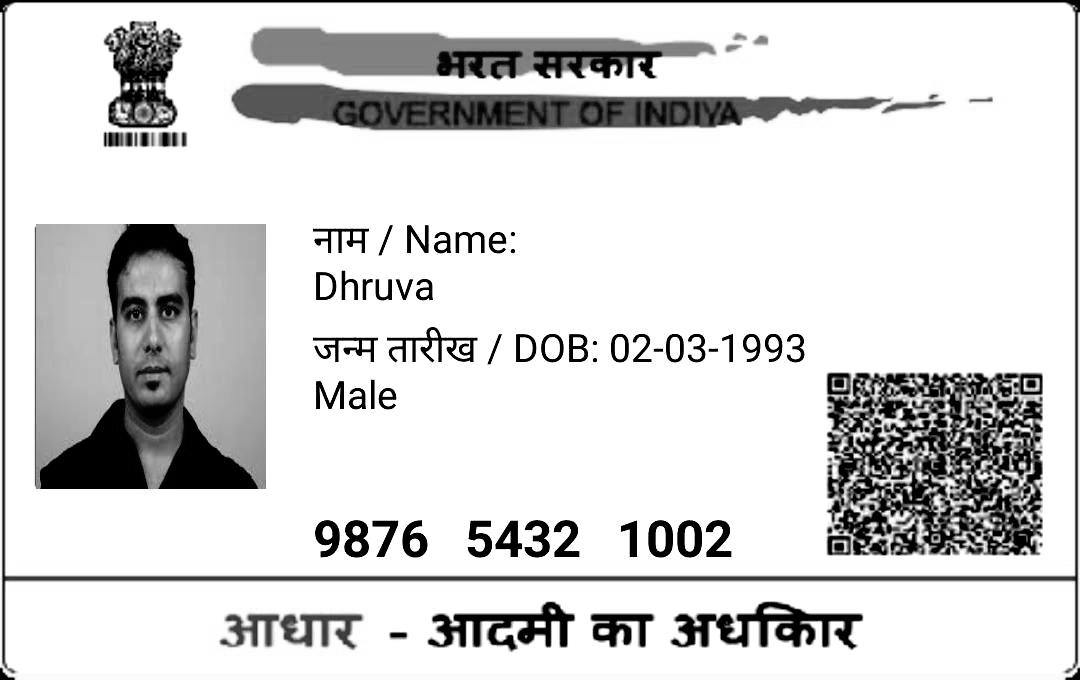 भरत सरकार
GOVERNMENT OF INDIYA
नाम / Name:
Dhruva
जन्म तारीख / DOB: 02-03-1993
Male
9876 5432 1002
आधार - आदमी का अधकिार